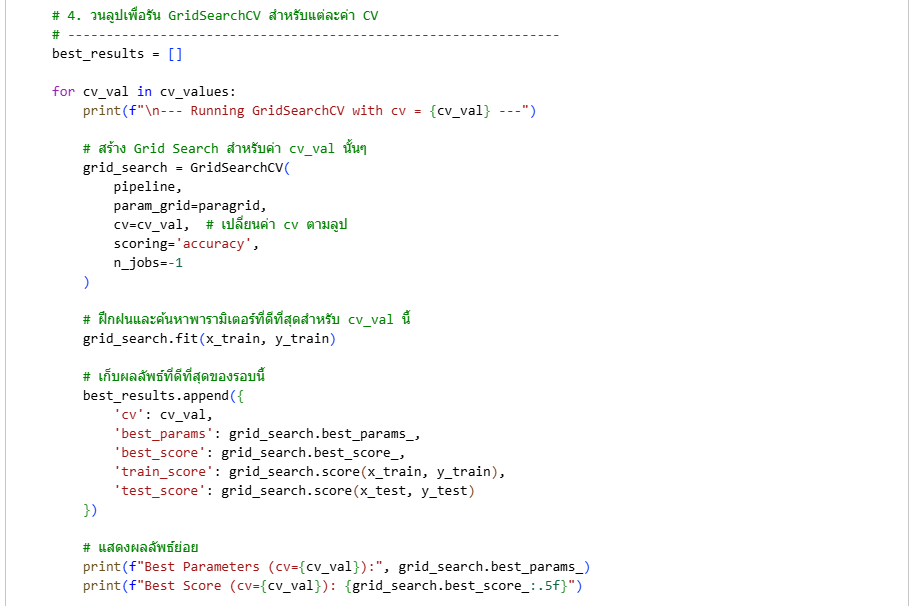 # 4. วนลูปเพื่อรัน GridSearchCV สำหรับแต่ละค่า CV
# ----------------------------------------------------------------
best_results = []
for cv_val in cv_values:
    print(f"\n--- Running GridSearchCV with cv = {cv_val} ---")
    # สร้าง Grid Search สำหรับค่า cv_val นั้นๆ
    grid_search = GridSearchCV(
        pipeline,
        param_grid=paragrid,
        cv=cv_val,  # เปลี่ยนค่า cv ตามลูป
        scoring='accuracy',
        n_jobs=-1
    )
    # ฝึกฝนและค้นหาพารามิเตอร์ที่ดีที่สุดสำหรับ cv_val นี้
    grid_search.fit(x_train, y_train)
    # เก็บผลลัพธ์ที่ดีที่สุดของรอบนี้
    best_results.append({
        'cv': cv_val,
        'best_params': grid_search.best_params_,
        'best_score': grid_search.best_score_,
        'train_score': grid_search.score(x_train, y_train),
        'test_score': grid_search.score(x_test, y_test)
    })
    # แสดงผลลัพธ์ย่อย
    print(f"Best Parameters (cv={cv_val}):", grid_search.best_params_)
    print(f"Best Score (cv={cv_val}): {grid_search.best_score_:.5f}")